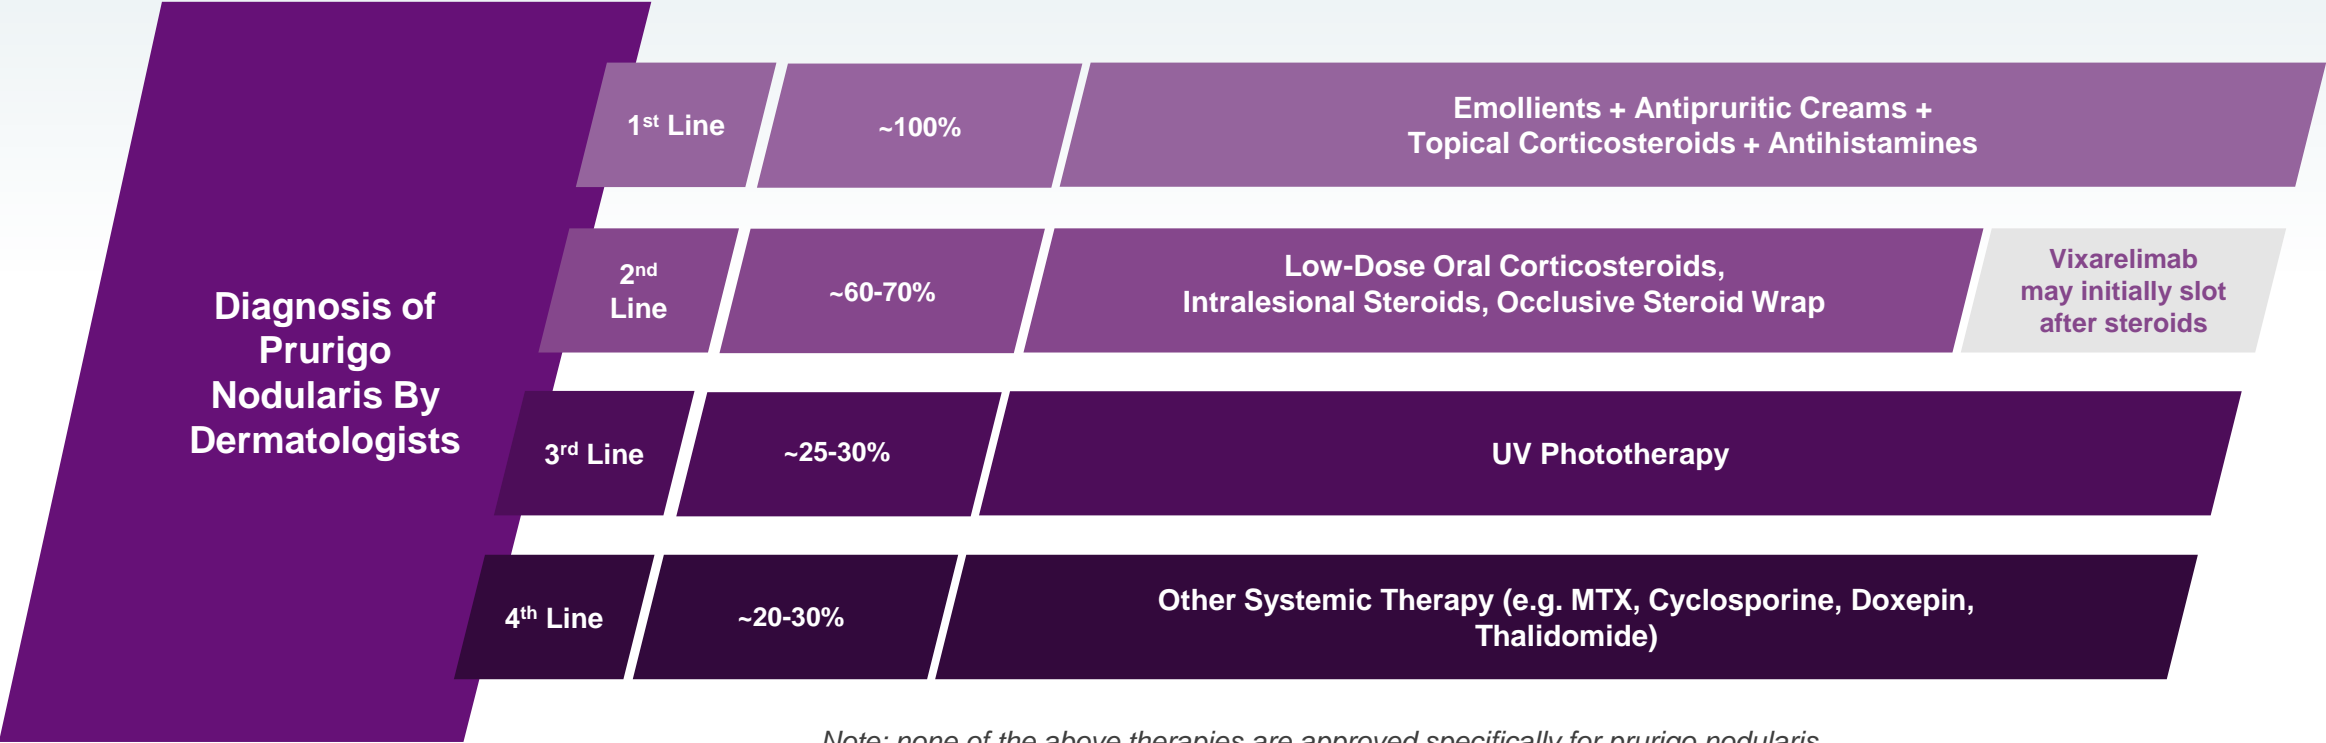 Diagnosis of
Prurigo
Nodularis By
Dermatologists
1st Line
~100%
Emollients + Antipruritic Creams +
Topical Corticosteroids + Antihistamines
2nd
Line
~60-70%
Low-Dose Oral Corticosteroids,
Intralesional Steroids, Occlusive Steroid Wrap
Vixarelimab
may initially slot
after steroids
3rd Line
~25-30%
UV Phototherapy
4th Line
~20-30%
Other Systemic Therapy (e.g. MTX, Cyclosporine, Doxepin,
Thalidomide)
Note: none of the above therapies are approved specifically for prurigo nodularis